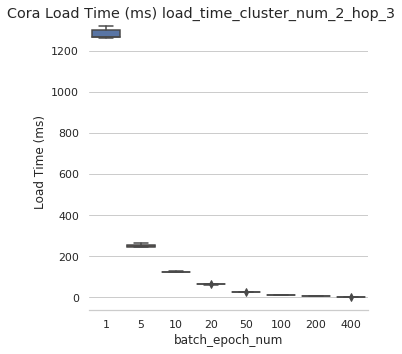 Cora Load Time (ms) load_time_cluster_num_2_hop_3
1200
1000
800
600
400
200
0
Load Time (ms)
1 5 10 20 50 100 200 400
batch_epoch_num